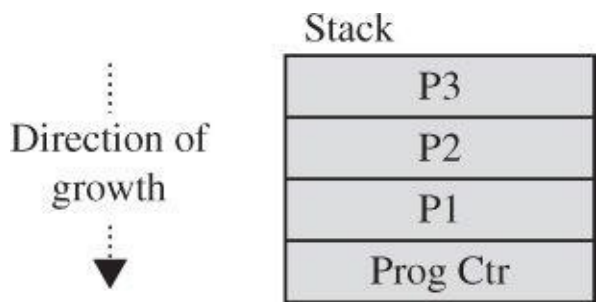 Stack
P3
P2
P1
Prog Ctr
Direction of
growth